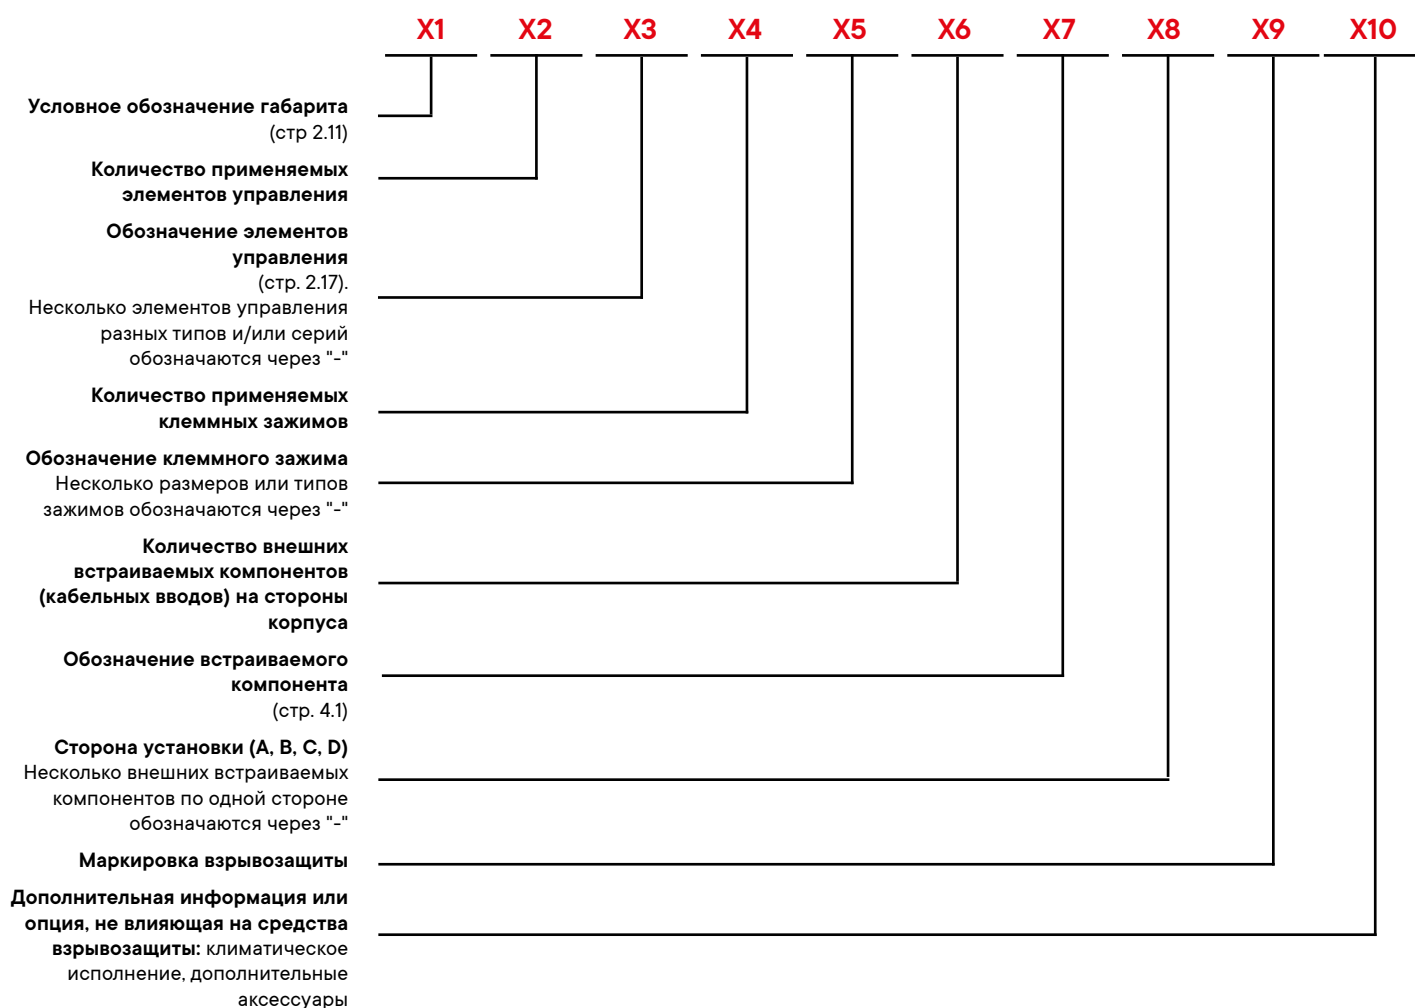 X1 X2 X3 X4 X5 X6 X7 X8 X9 X10
Условное обозначение габарита
(стр 2.11)
Количество применяемых
элементов управления
Обозначение элементов
управления
(стр. 2.17).
Несколько элементов управления
разных типов и/или серий
обозначаются через "-"
Количество применяемых
клеммных зажимов
Обозначение клеммного зажима
Несколько размеров или типов
зажимов обозначаются через "-"
Количество внешних
встраиваемых компонентов
(кабельных вводов) на стороны
корпуса
Обозначение встраиваемого
компонента
(стр. 4.1)
Сторона установки (A, B, C, D)
Несколько внешних встраиваемых
компонентов по одной стороне
обозначаются через "-"
Маркировка взрывозащиты
Дополнительная информация или
опция, не влияющая на средства
взрывозащиты: климатическое
исполнение, дополнительные
аксессуары